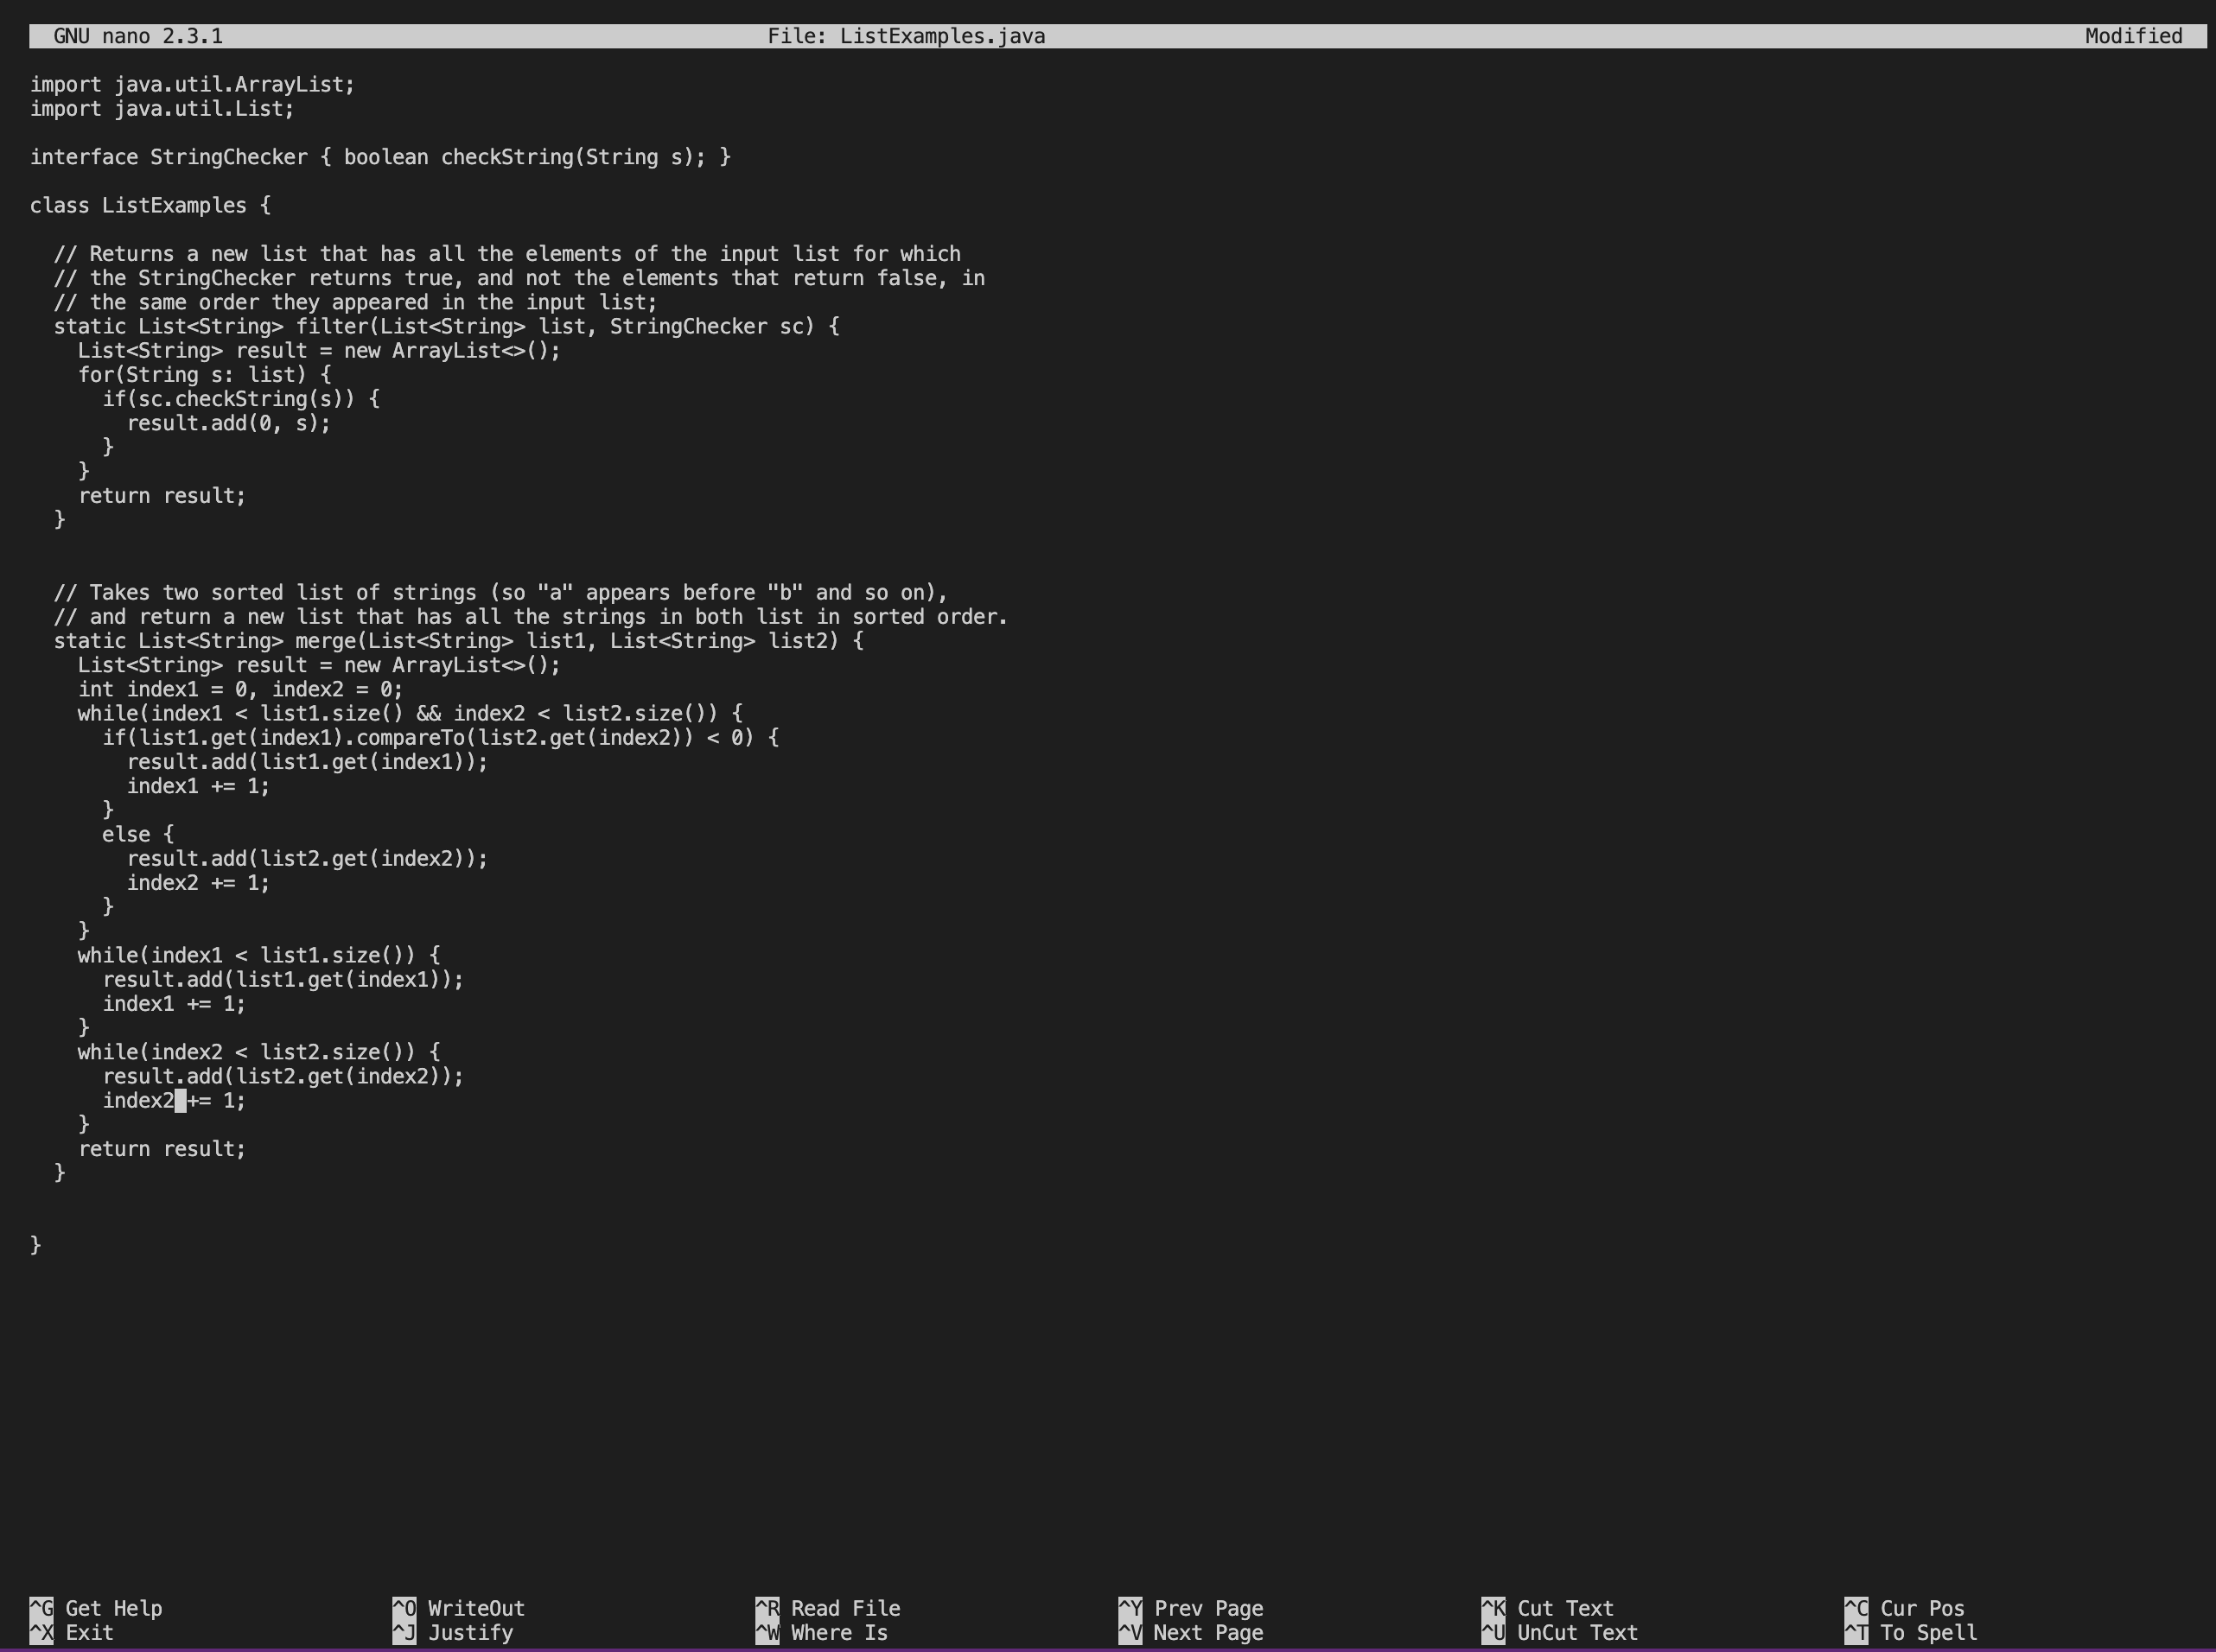 GNU nano 2.3.1 File: ListExamples.java Modified
import java.util.ArrayList;
import java.util.List;
interface StringChecker { boolean checkString(String s); }
class ListExamples {
  // Returns a new list that has all the elements of the input list for which
  // the StringChecker returns true, and not the elements that return false, in
  // the same order they appeared in the input list;
  static List<String> filter(List<String> list, StringChecker sc) {
    List<String> result = new ArrayList<>();
    for(String s: list) {
      if(sc.checkString(s)) {
        result.add(0, s);
      }
    }
    return result;
  }
  // Takes two sorted list of strings (so "a" appears before "b" and so on),
  // and return a new list that has all the strings in both list in sorted order.
  static List<String> merge(List<String> list1, List<String> list2) {
    List<String> result = new ArrayList<>();
    int index1 = 0, index2 = 0;
    while(index1 < list1.size() && index2 < list2.size()) {
      if(list1.get(index1).compareTo(list2.get(index2)) < 0) {
        result.add(list1.get(index1));
        index1 += 1;
      }
      else {
        result.add(list2.get(index2));
        index2 += 1;
      }
    }
    while(index1 < list1.size()) {
      result.add(list1.get(index1));
      index1 += 1;
    }
    while(index2 < list2.size()) {
      result.add(list2.get(index2));
      index2 += 1;
    }
    return result;
  }
}
^G Get Help ^O WriteOut ^R Read File ^Y Prev Page ^K Cut Text ^C Cur Pos
^X Exit ^J Justify ^W Where Is ^V Next Page ^U UnCut Text ^T To Spell